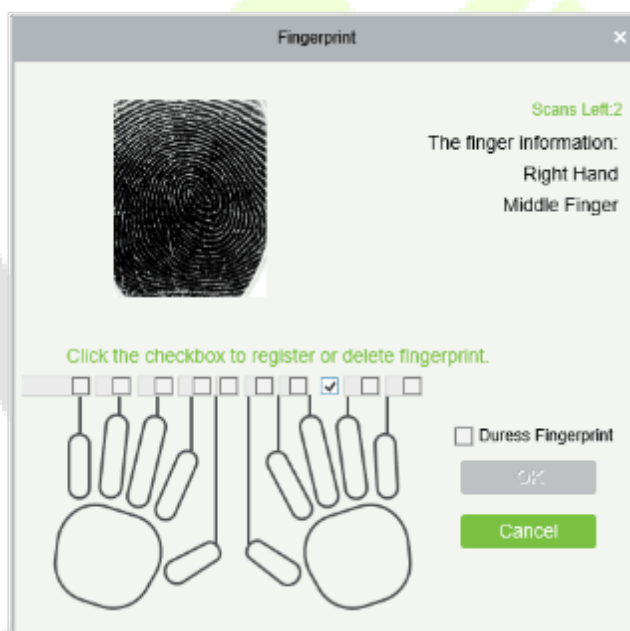 Fingerprint
Scans Left:2
The finger information:
Right Hand
Middle Finger
Click the checkbox to register or delete fingerprint.
Duress Fingerprint
OK
Cancel